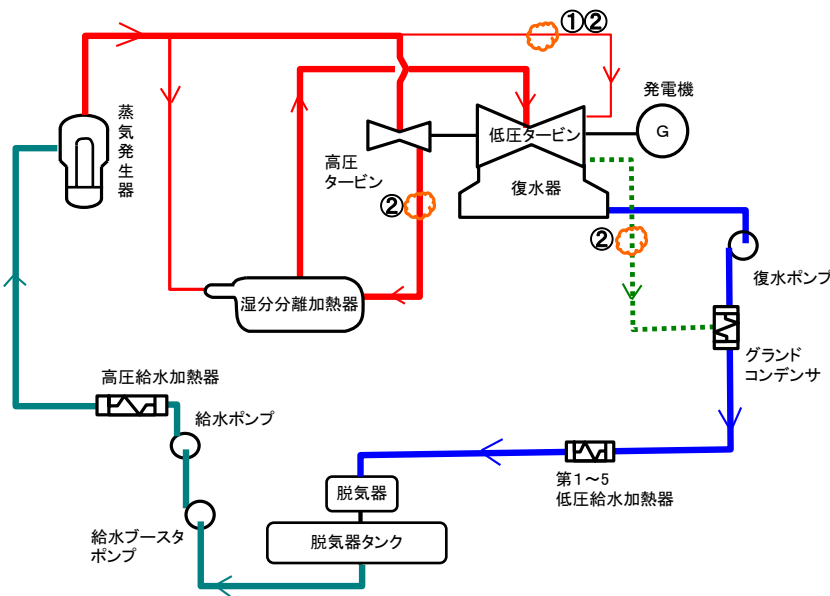 ①②
発電機
G
蒸気発生器
低圧タービン
高圧
タービン
復水器
②
②
復水ポンプ
湿分分離加熱器
グランド
コンデンサ
高圧給水加熱器
給水ポンプ
第1～5
低圧給水加熱器
脱気器
脱気器タンク
給水ブースタ
ポンプ